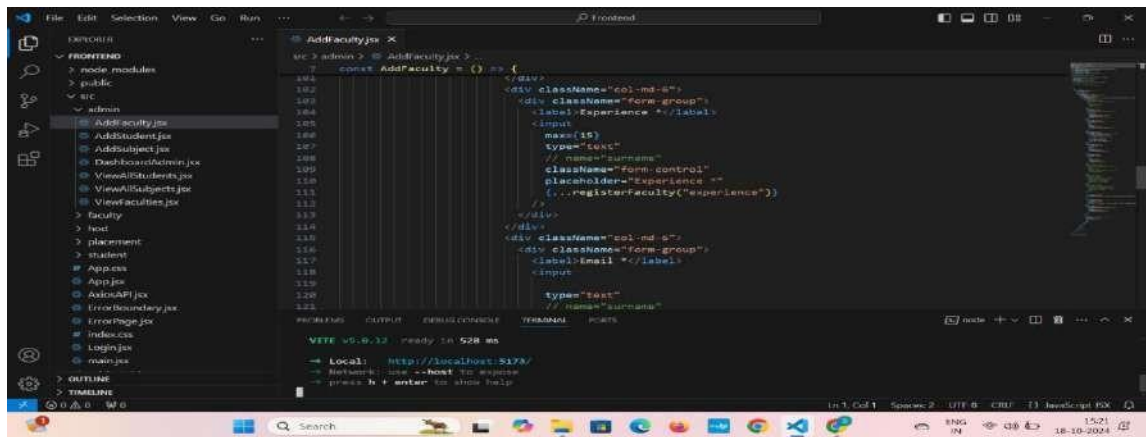 File Edit Selection View Go Run ...
Frontend
EXPLORER ...
FRONTEND
> node_modules
> public
src
admin
AddFaculty.jsx
AddStudent.jsx
AddSubject.jsx
DashboardAdmin.jsx
ViewAllStudents.jsx
ViewAllSubjects.jsx
ViewFaculties.jsx
> faculty
> hod
> placement
> student
# App.css
App.jsx
AxiosAPI.jsx
ErrorBoundary.jsx
ErrorPage.jsx
# index.css
Login.jsx
main.jsx
> OUTLINE
> TIMELINE
AddFaculty.jsx ×
src > admin > AddFaculty.jsx > ...
7 const AddFaculty = () => {
101 </div>
102 <div className="col-md-6">
103 <div className="form-group">
104 <label>Experience *</label>
105 <input
106 max={15}
107 type="text"
108 // name="surname"
109 className="form-control"
110 placeholder="Experience *"
111 {...registerFaculty("experience")}
112 />
113 </div>
114 </div>
115 <div className="col-md-6">
116 <div className="form-group">
117 <label>Email *</label>
118 <input
119
120 type="text"
121 // name="surname"
PROBLEMS OUTPUT DEBUG CONSOLE TERMINAL PORTS
node
VITE v5.0.12 ready in 528 ms
→ Local: http://localhost:5173/
→ Network: use --host to expose
→ press h + enter to show help
0 0 0 Ln 1, Col 1 Spaces: 2 UTF-8 CRLF {} JavaScript JSX
Search
ENG
IN
15:21
18-10-2024